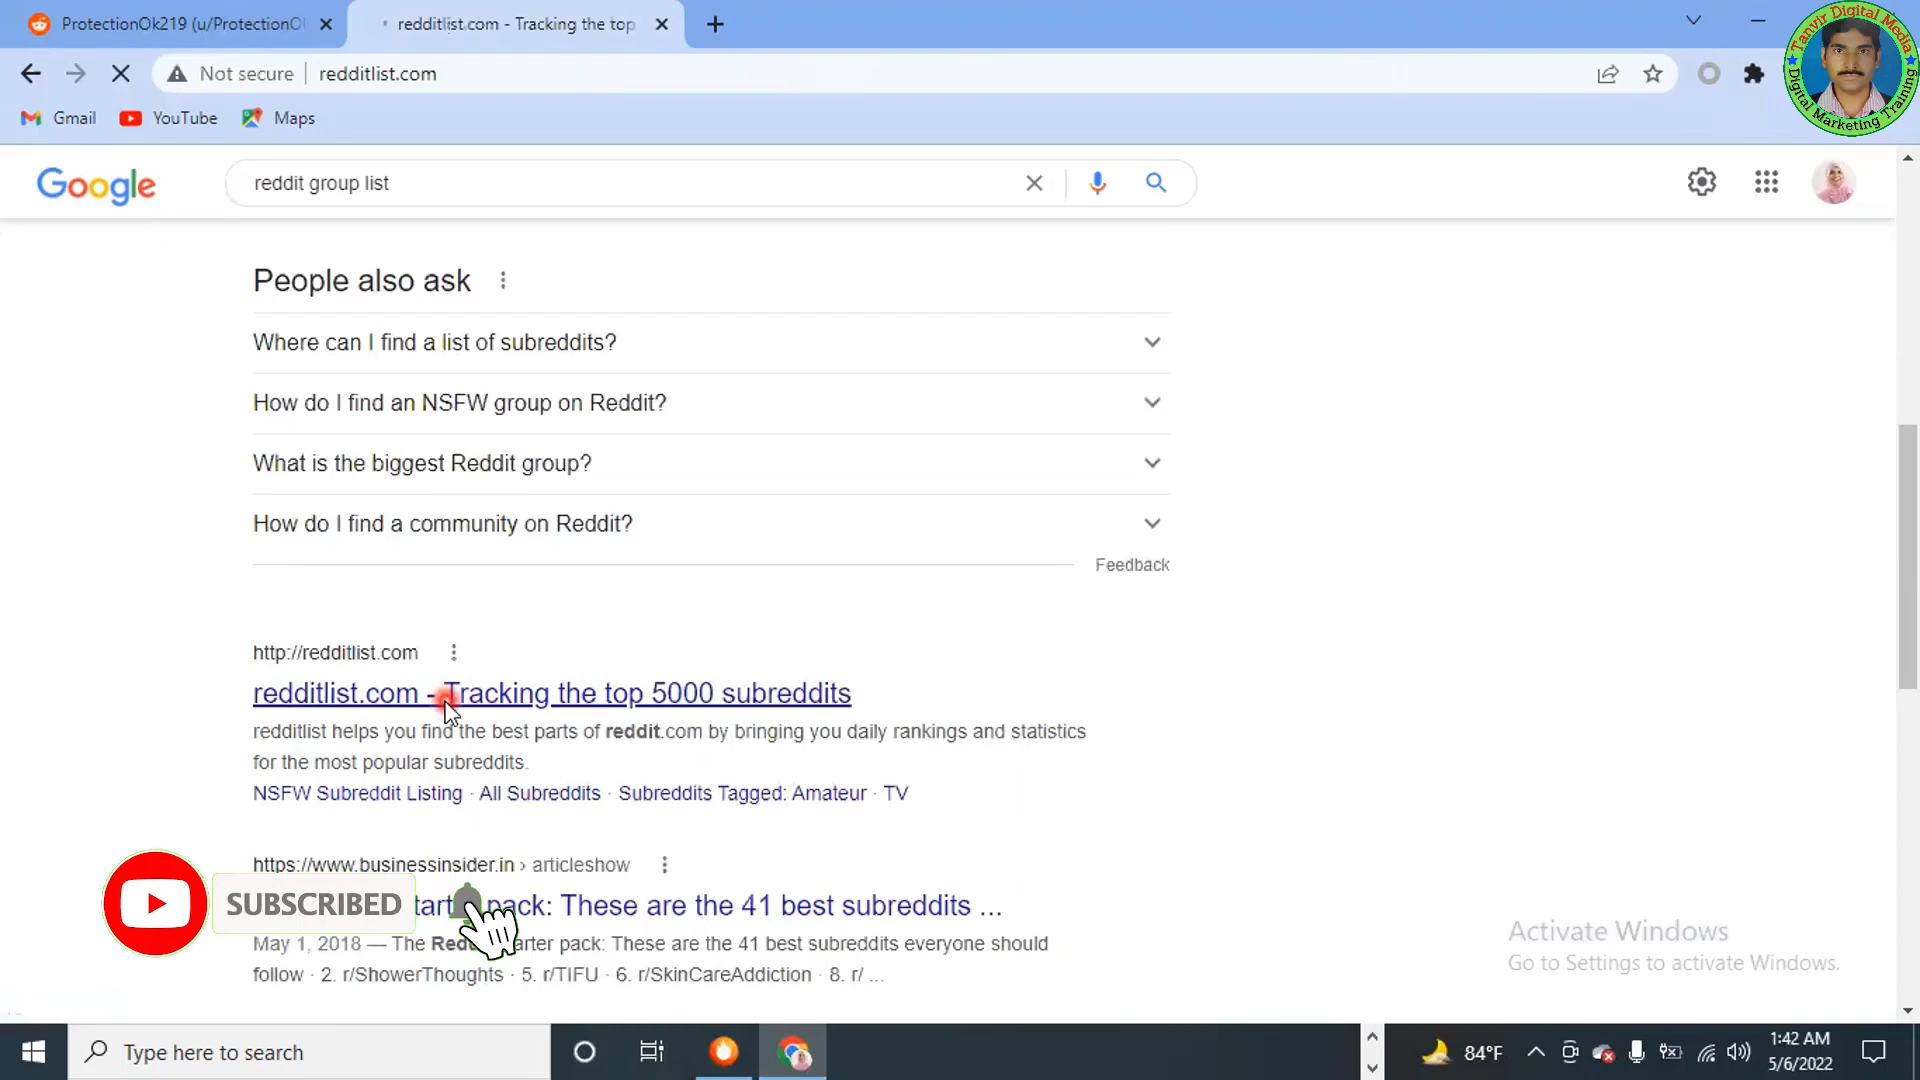 ProtectionOk219 (u/ProtectionO
redditlist.com - Tracking the top
Not secure
redditlist.com
Gmail
YouTube
Maps
Tanvir Digital Media
Digital Marketing Training
Google
reddit group list
People also ask
Where can I find a list of subreddits?
How do I find an NSFW group on Reddit?
What is the biggest Reddit group?
How do I find a community on Reddit?
Feedback
http://redditlist.com
redditlist.com - Tracking the top 5000 subreddits
redditlist helps you find the best parts of reddit.com by bringing you daily rankings and statistics
for the most popular subreddits.
NSFW Subreddit Listing · All Subreddits · Subreddits Tagged: Amateur · TV
https://www.businessinsider.in › articleshow
SUBSCRIBED
pack: These are the 41 best subreddits ...
May 1, 2018 — The Red arter pack: These are the 41 best subreddits everyone should
follow · 2. r/ShowerThoughts · 5. r/TIFU · 6. r/SkinCareAddiction · 8. r/ ...
Activate Windows
Go to Settings to activate Windows.
Type here to search
84°F
1:42 AM
5/6/2022